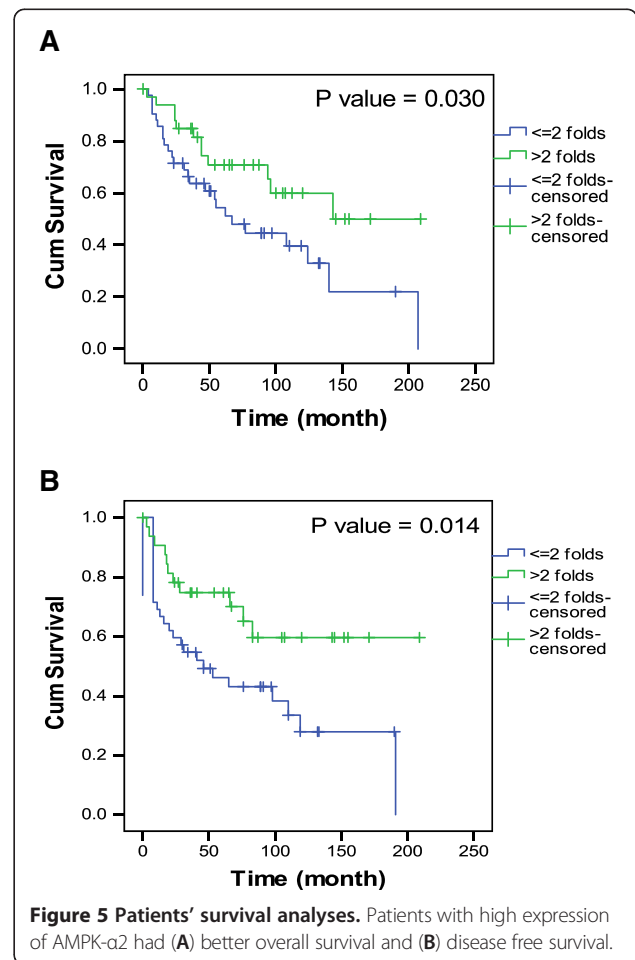 A
P value = 0.030
Cum Survival
1.0
0.8
0.6
0.4
0.2
0.0
0 50 100 150 200 250
Time (month)
<=2 folds
>2 folds
<=2 folds-
censored
>2 folds-
censored
B
P value = 0.014
Cum Survival
1.0
0.8
0.6
0.4
0.2
0.0
0 50 100 150 200 250
Time (month)
<=2 folds
>2 folds
<=2 folds-
censored
>2 folds-
censored
Figure 5 Patients’ survival analyses. Patients with high expression
of AMPK-α2 had (A) better overall survival and (B) disease free survival.